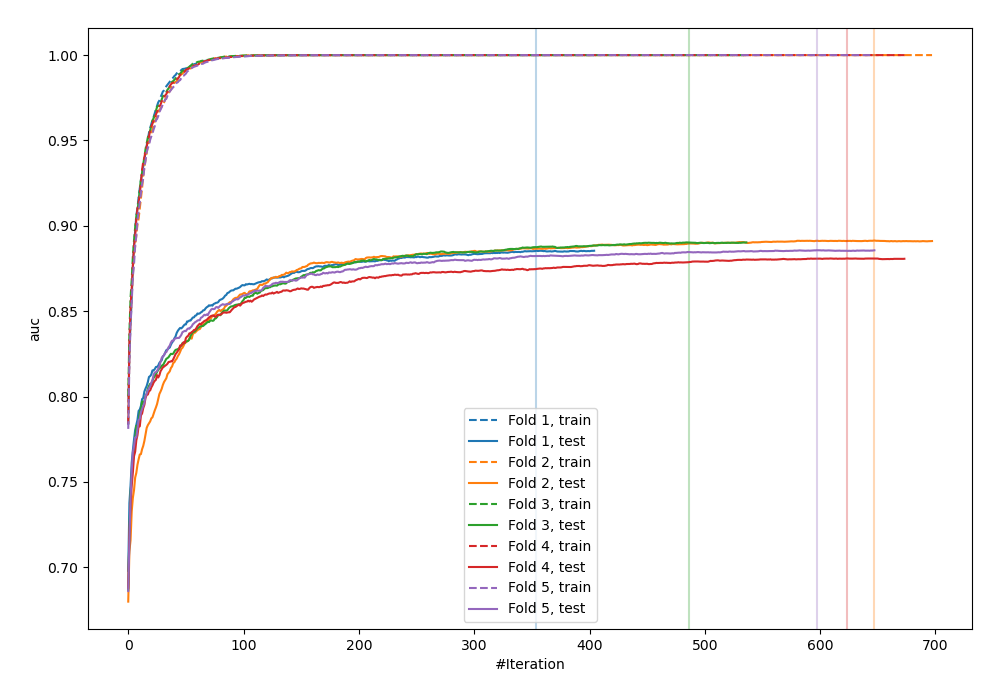 1.00
0.95
0.90
0.85
0.80
0.75
0.70
auc
Fold 1, train
Fold 1, test
Fold 2, train
Fold 2, test
Fold 3, train
Fold 3, test
Fold 4, train
Fold 4, test
Fold 5, train
Fold 5, test
0 100 200 300 400 500 600 700
#Iteration